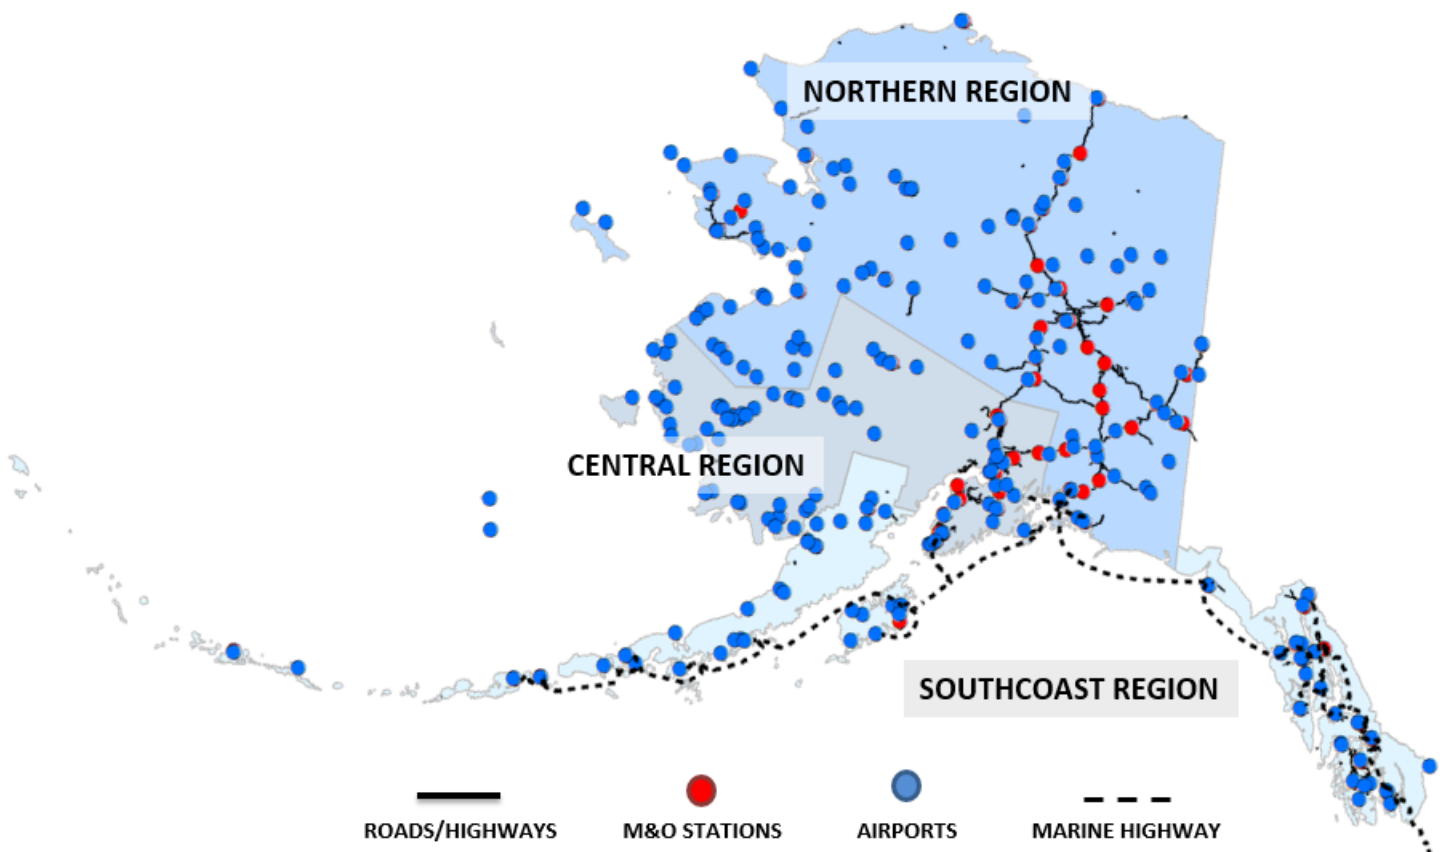 NORTHERN REGION
CENTRAL REGION
SOUTHCOAST REGION
ROADS/HIGHWAYS
M&O STATIONS
AIRPORTS
MARINE HIGHWAY